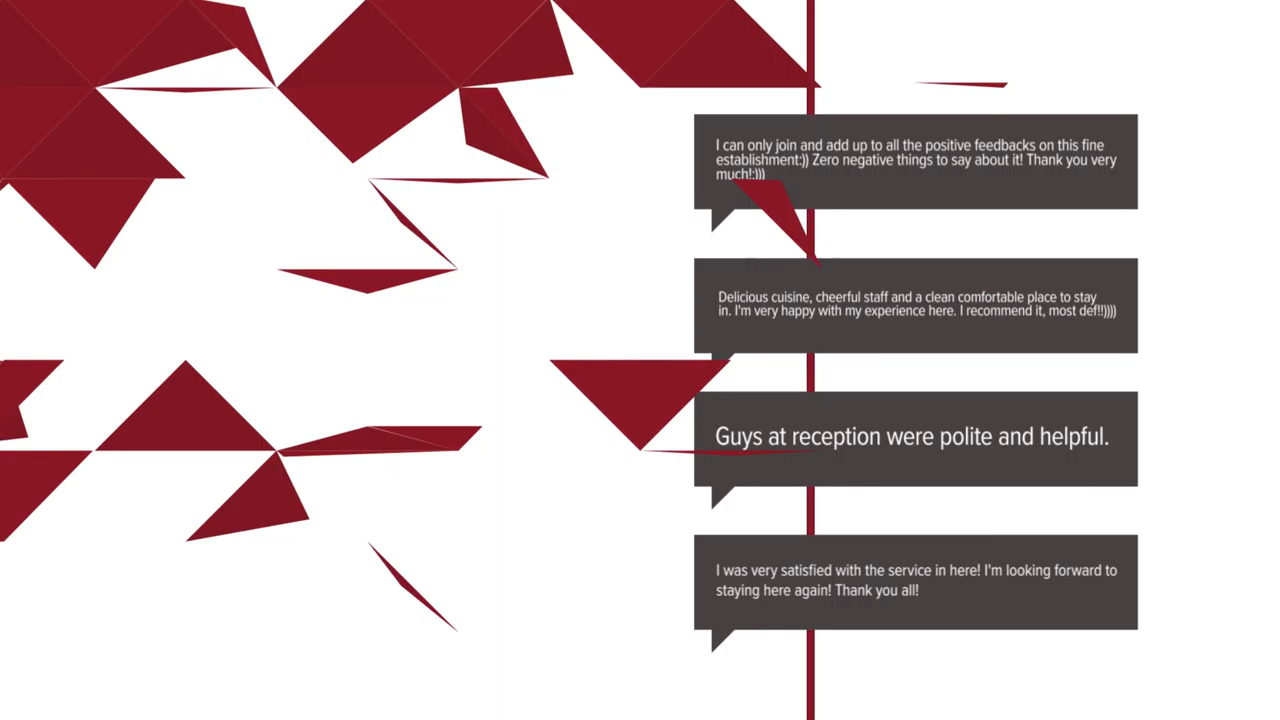 I can only join and add up to all the positive feedbacks on this fine
establishment:)) Zero negative things to say about it! Thank you very
much!:)))
Delicious cuisine, cheerful staff and a clean comfortable place to stay
in. I'm very happy with my experience here. I recommend it, most def!!))))
Guys at reception were polite and helpful.
I was very satisfied with the service in here! I'm looking forward to
staying here again! Thank you all!